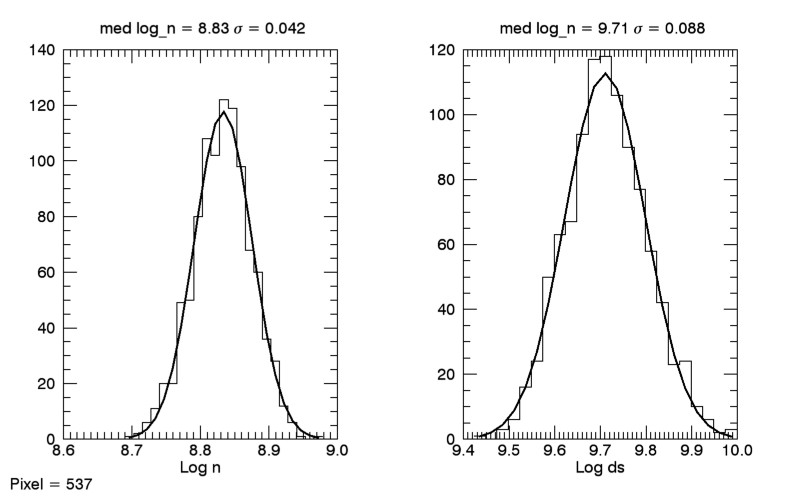 med log_n = 8.83 σ = 0.042
140
120
100
80
60
40
20
0
8.6 8.7 8.8 8.9 9.0
Log n
med log_n = 9.71 σ = 0.088
120
100
80
60
40
20
0
9.4 9.5 9.6 9.7 9.8 9.9 10.0
Log ds
Pixel = 537